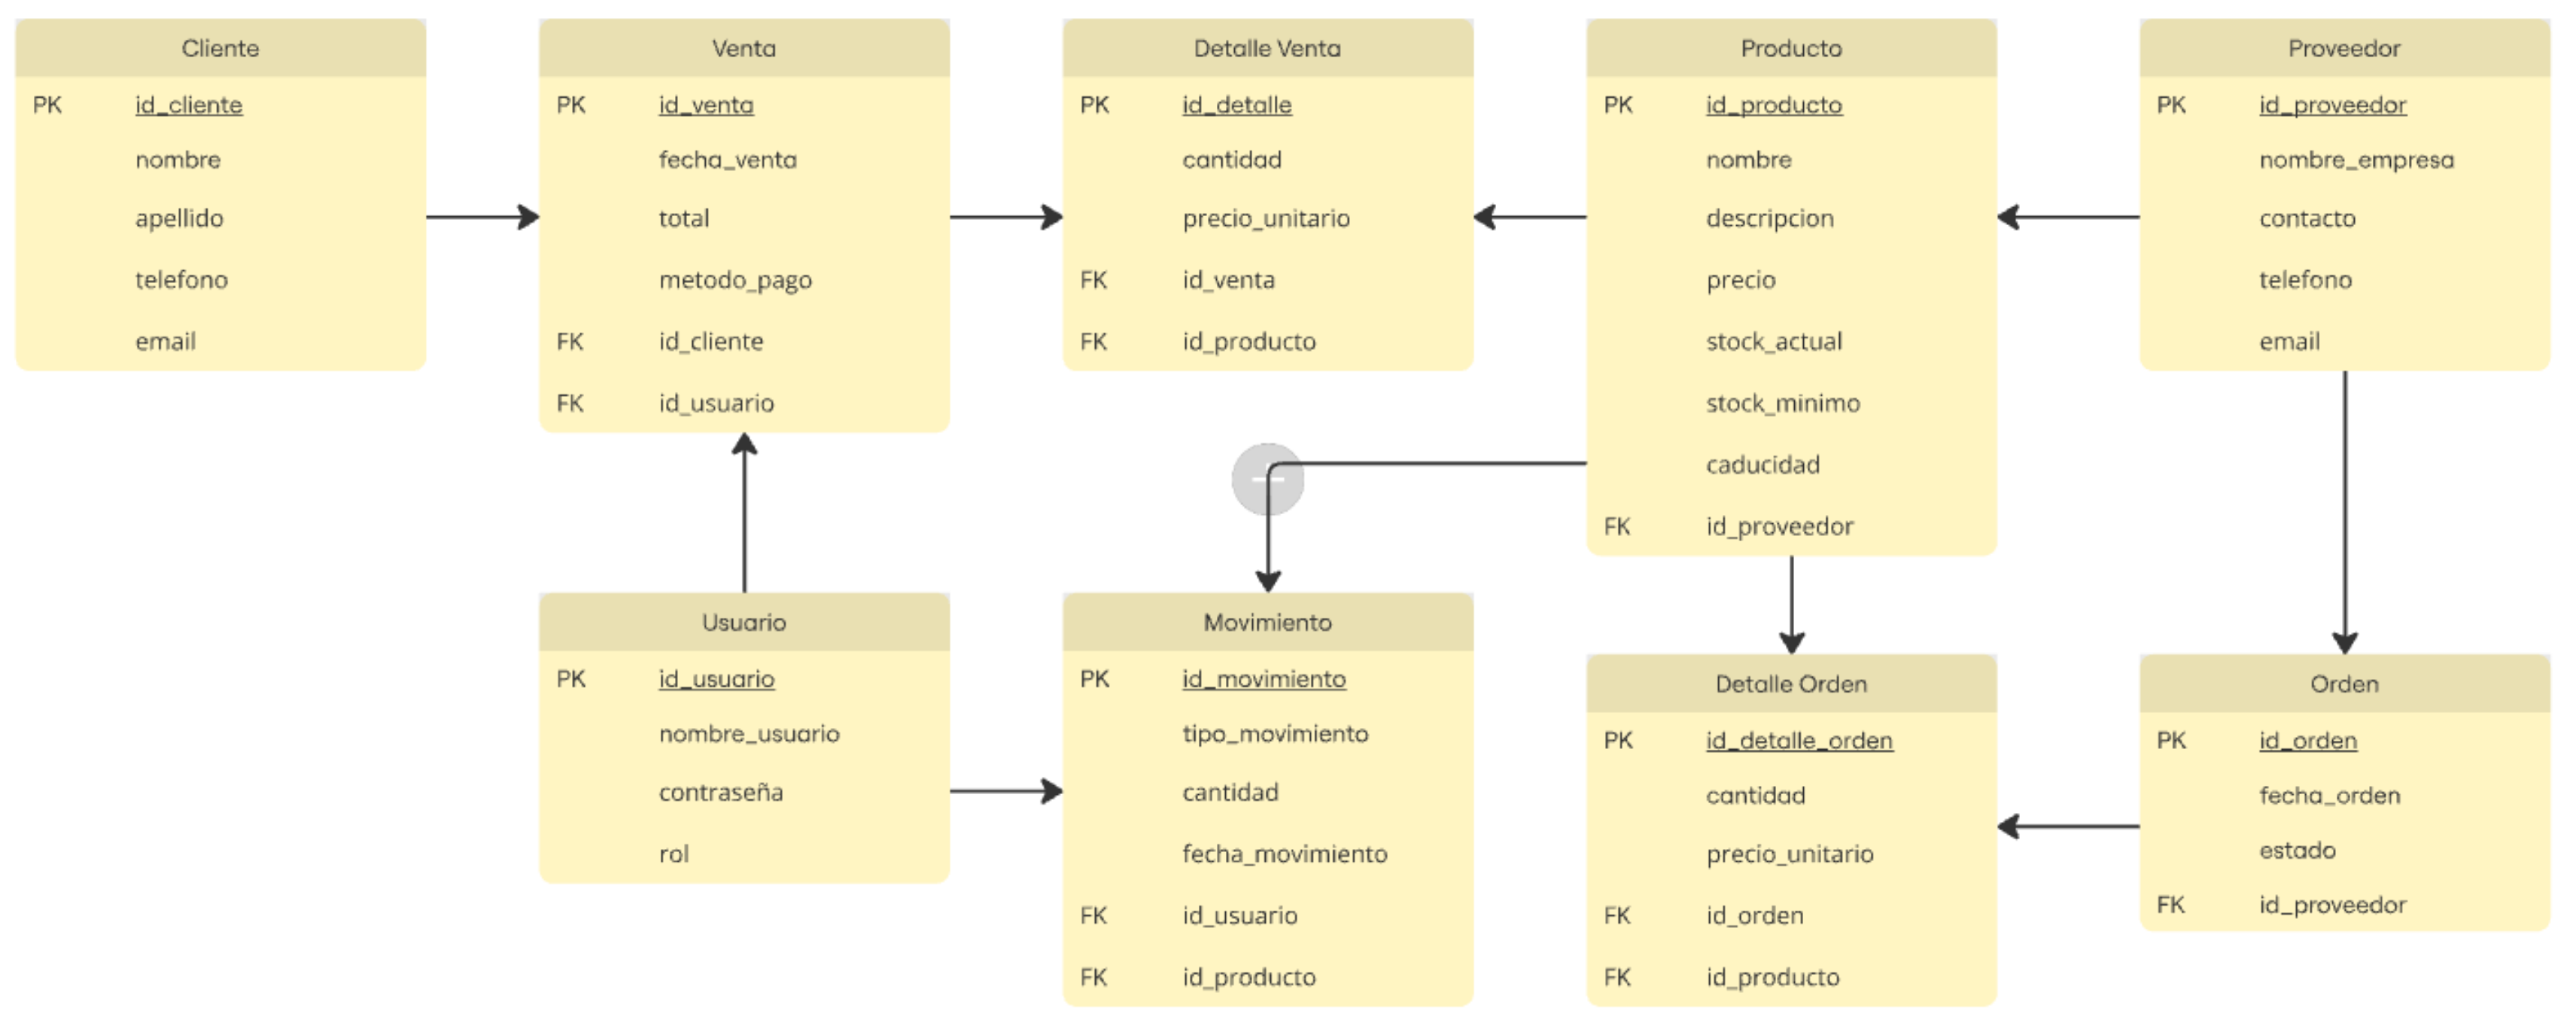 Cliente
PK id_cliente
nombre
apellido
telefono
email
Venta
PK id_venta
fecha_venta
total
metodo_pago
FK id_cliente
FK id_usuario
Detalle Venta
PK id_detalle
cantidad
precio_unitario
FK id_venta
FK id_producto
Producto
PK id_producto
nombre
descripcion
precio
stock_actual
stock_minimo
caducidad
FK id_proveedor
Proveedor
PK id_proveedor
nombre_empresa
contacto
telefono
email
Usuario
PK id_usuario
nombre_usuario
contraseña
rol
Movimiento
PK id_movimiento
tipo_movimiento
cantidad
fecha_movimiento
FK id_usuario
FK id_producto
Detalle Orden
PK id_detalle_orden
cantidad
precio_unitario
FK id_orden
FK id_producto
Orden
PK id_orden
fecha_orden
estado
FK id_proveedor